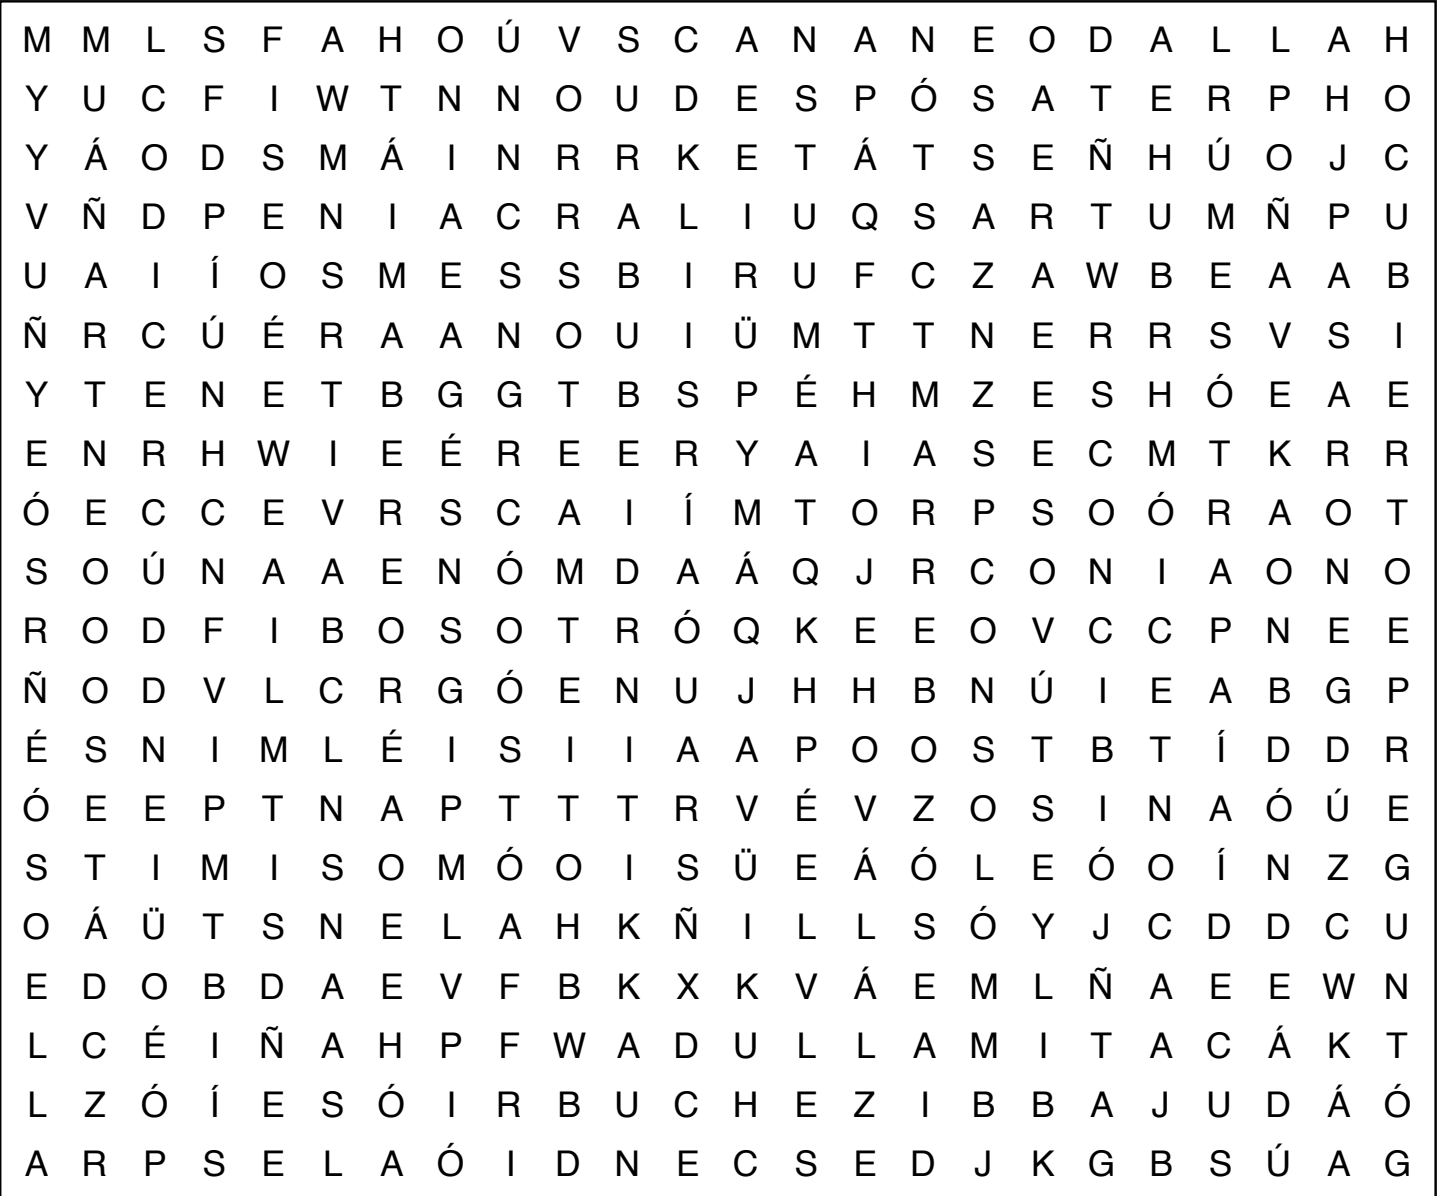 M M L S F A H O Ú V S C A N A N E O D A L L A H
Y U C F I W T N N O U D E S P Ó S A T E R P H O
Y Á O D S M Á I N R R K E T Á T S E Ñ H Ú O J C
V Ñ D P E N I A C R A L I U Q S A R T U M Ñ P U
U A I Í O S M E S S B I R U F C Z A W B E A A B
Ñ R C Ú É R A A N O U I Ü M T T N E R R S V S I
Y T E N E T B G G T B S P É H M Z E S H Ó E A E
E N R H W I E É R E E R Y A I A S E C M T K R R
Ó E C C E V R S C A I Í M T O R P S O Ó R A O T
S O Ú N A A E N Ó M D A Á Q J R C O N I A O N O
R O D F I B O S O T R Ó Q K E E O V C C P N E E
Ñ O D V L C R G Ó E N U J H H B N Ú I E A B G P
É S N I M L É I S I I A A P O O S T B T Í D D R
Ó E E P T N A P T T T R V É V Z O S I N A Ó Ú E
S T I M I S O M Ó O I S Ü E Á Ó L E Ó O Í N Z G
O Á Ü T S N E L A H K Ñ I L L S Ó Y J C D D C U
E D O B D A E V F B K X K V Á E M L Ñ A E E W N
L C É I Ñ A H P F W A D U L L A M I T A C Á K T
L Z Ó Í E S Ó I R B U C H E Z I B B A J U D Á Ó
A R P S E L A Ó I D N E C S E D J K G B S Ú A G